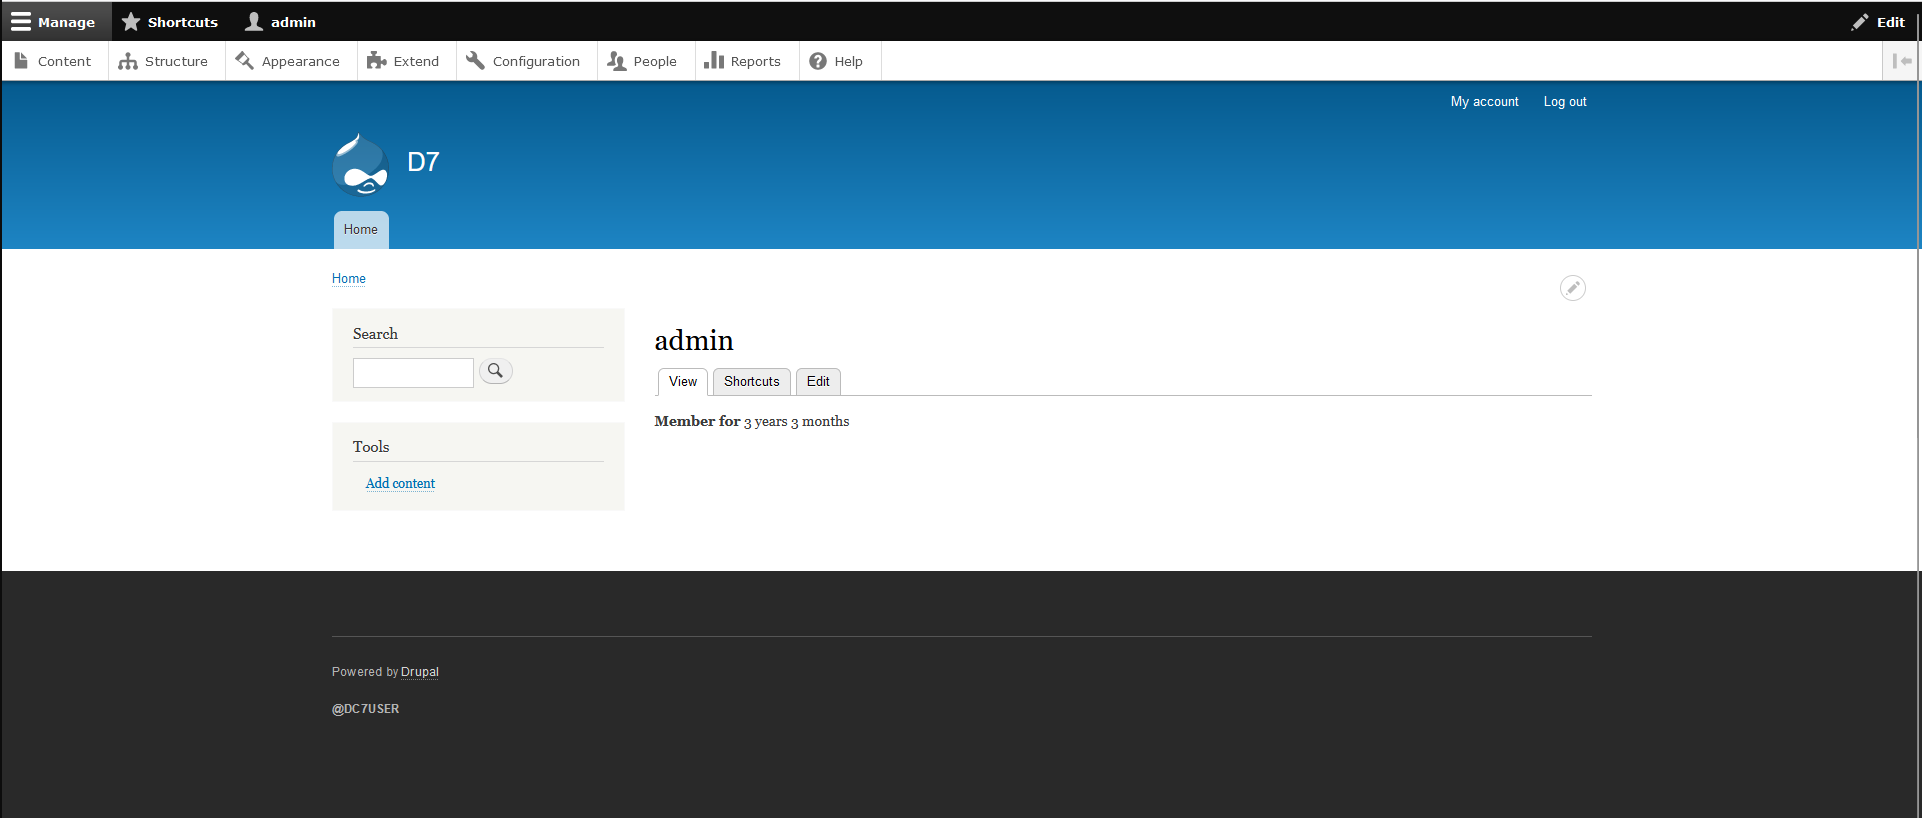 Manage Shortcuts admin Edit
Content Structure Appearance Extend Configuration People Reports Help
My account Log out
D7
Home
Home
Search
admin
View Shortcuts Edit
Member for 3 years 3 months
Tools
Add content
Powered by Drupal
@DC7USER